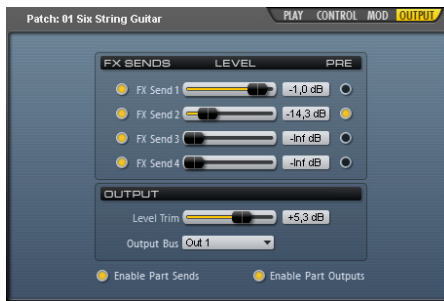 Patch: 01 Six String Guitar PLAY CONTROL MOD OUTPUT
FX SENDS LEVEL PRE
FX Send 1 -1,0 dB
FX Send 2 -14,3 dB
FX Send 3 -Inf dB
FX Send 4 -Inf dB
OUTPUT
Level Trim +5,3 dB
Output Bus Out 1
Enable Part Sends Enable Part Outputs